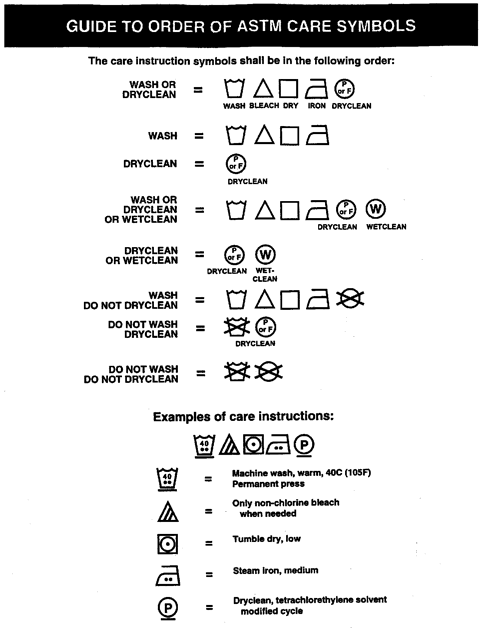 GUIDE TO ORDER OF ASTM CARE SYMBOLS
The care instruction symbols shall be in the following order:
WASH OR
DRYCLEAN =
P
or F
WASH BLEACH DRY IRON DRYCLEAN
WASH =
DRYCLEAN =
P
or F
DRYCLEAN
WASH OR
DRYCLEAN
OR WETCLEAN =
P
or F
W
DRYCLEAN WETCLEAN
DRYCLEAN
OR WETCLEAN =
P
or F
W
DRYCLEAN WET-
CLEAN
WASH
DO NOT DRYCLEAN =
DO NOT WASH
DRYCLEAN =
P
or F
DRYCLEAN
DO NOT WASH
DO NOT DRYCLEAN =
Examples of care instructions:
40 P
40 = Machine wash, warm, 40C (105F)
Permanent press
= Only non-chlorine bleach
when needed
= Tumble dry, low
= Steam iron, medium
P = Dryclean, tetrachlorethylene solvent
modified cycle